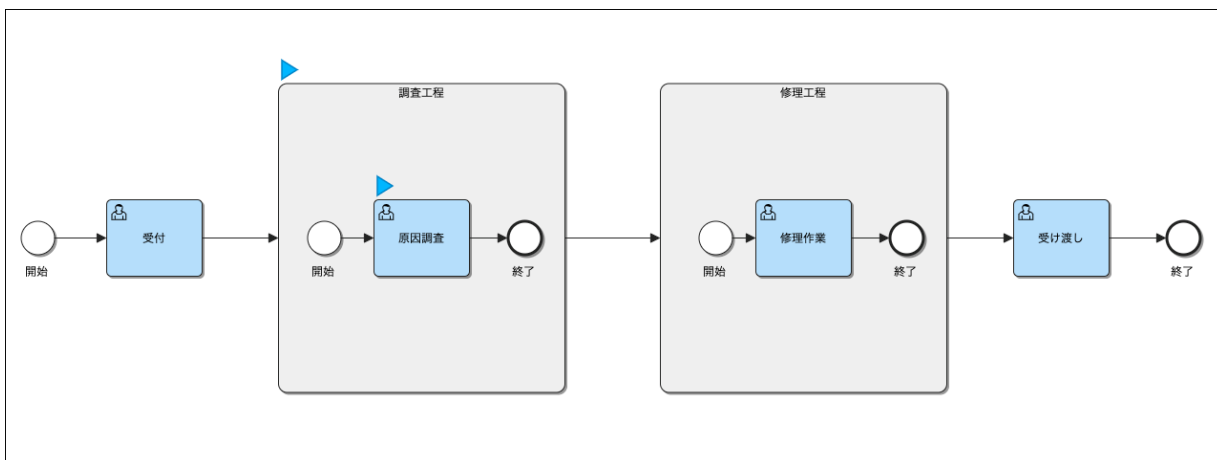 調査工程
修理工程
受付
原因調査
修理作業
受け渡し
開始
開始
終了
開始
終了
終了